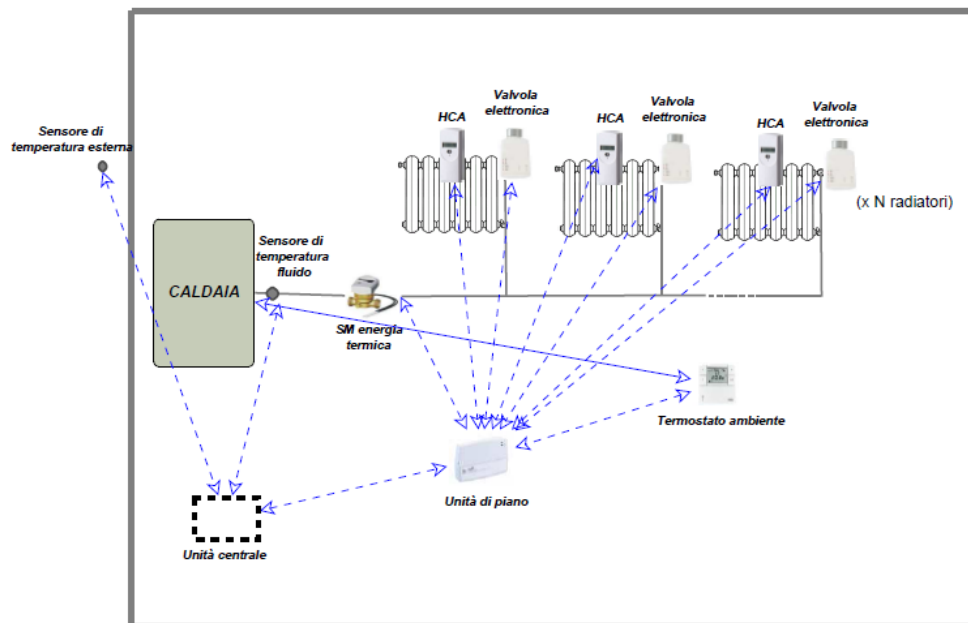 Valvola
elettronica
HCA
Valvola
elettronica
HCA
Valvola
elettronica
HCA
(x N radiatori)
Sensore di
temperatura esterna
Sensore di
temperatura
fluido
CALDAIA
SM energia
termica
Termostato ambiente
Unità di piano
Unità centrale